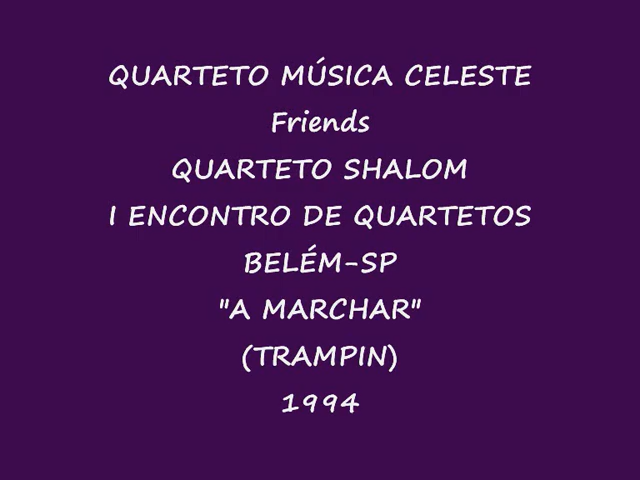 QUARTETO MÚSICA CELESTE
Friends
QUARTETO SHALOM
I ENCONTRO DE QUARTETOS
BELÉM-SP
"A MARCHAR"
(TRAMPIN)
1994